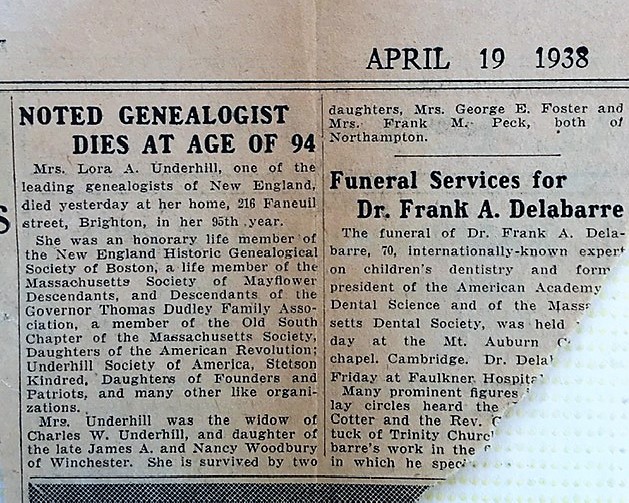 APRIL 19 1938
NOTED GENEALOGIST
DIES AT AGE OF 94
Mrs. Lora A. Underhill, one of the
leading genealogists of New England,
died yesterday at her home, 216 Faneuil
street, Brighton, in her 95th year.
She was an honorary life member of
the New England Historic Genealogical
Society of Boston, a life member of the
Massachusetts Society of Mayflower
Descendants, and Descendants of the
Governor Thomas Dudley Family Asso-
ciation, a member of the Old South
Chapter of the Massachusetts Society,
Daughters of the American Revolution;
Underhill Society of America, Stetson
Kindred, Daughters of Founders and
Patriots, and many other like organi-
zations.
Mrs. Underhill was the widow of
Charles W. Underhill, and daughter of
the late James A. and Nancy Woodbury
of Winchester. She is survived by two
daughters, Mrs. George E. Foster and
Mrs. Frank M. Peck, both of
Northampton.
Funeral Services for
Dr. Frank A. Delabarre
The funeral of Dr. Frank A. Dela-
barre, 70, internationally-known expert
on children's dentistry and
president of the American Academy
Dental Science and of the
setts Dental Society, was held
day at the Mt. Auburn
chapel. Cambridge. Dr.
Friday at Faulkner
Many prominent figures
lay circles heard the
Cotter and the Rev.
tuck of Trinity
barre's work in the
in which he